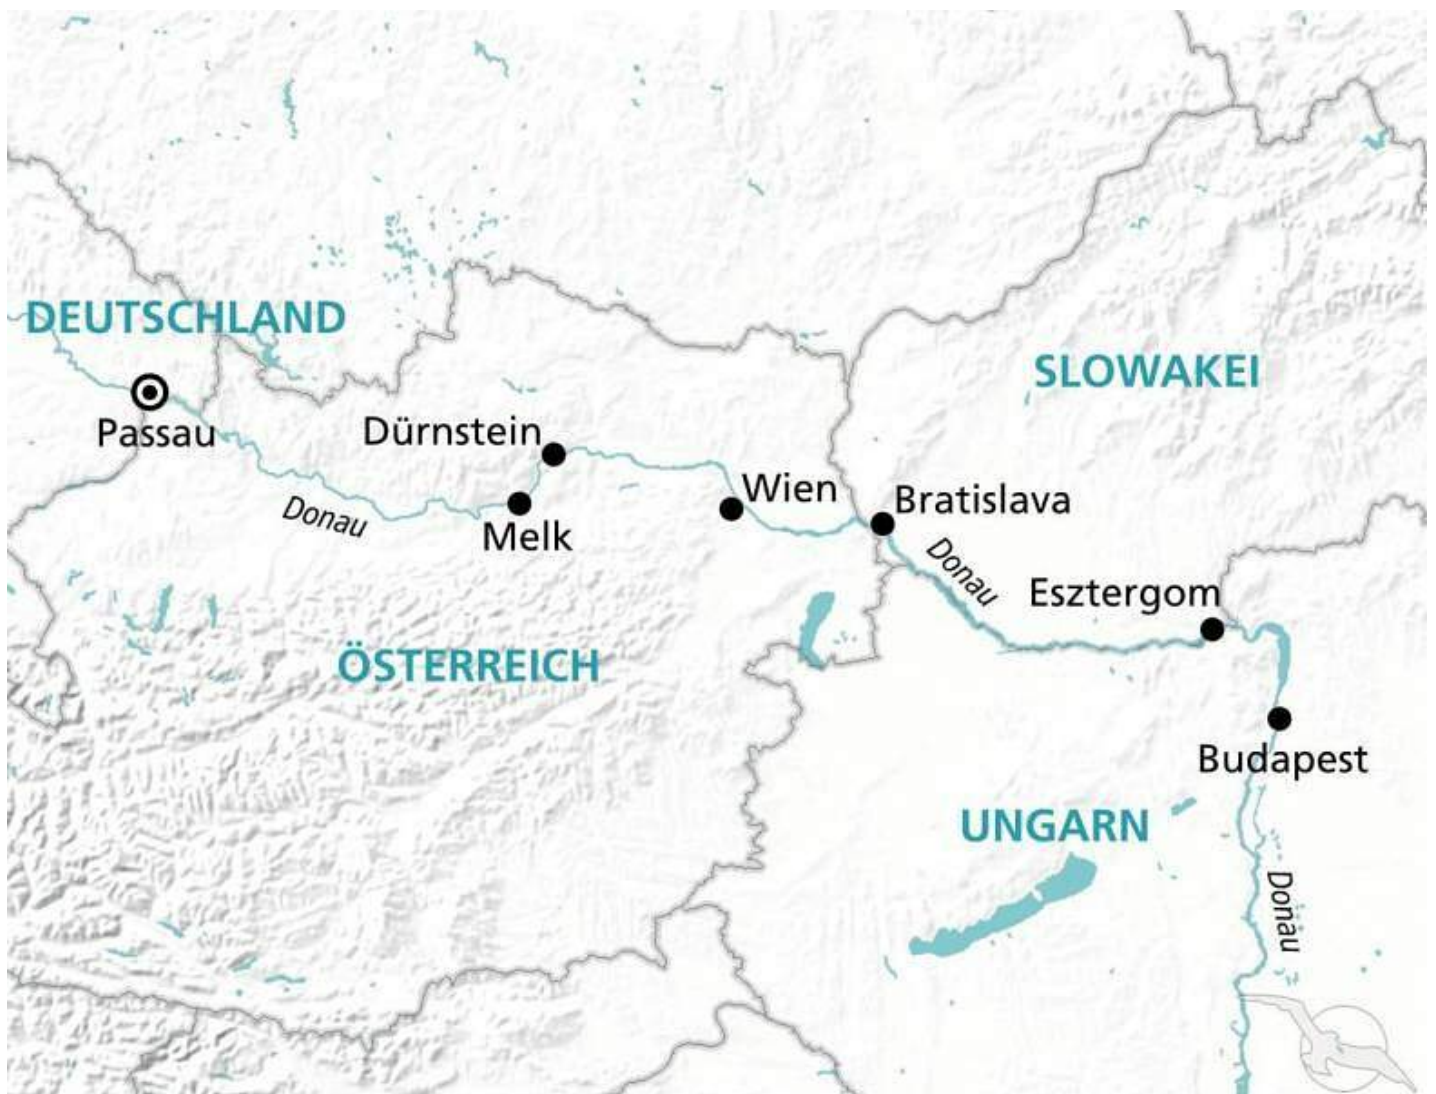 DEUTSCHLAND
SLOWAKEI
Passau
Dürnstein
Wien
Bratislava
Donau
Melk
Donau
Esztergom
ÖSTERREICH
Budapest
UNGARN
Donau